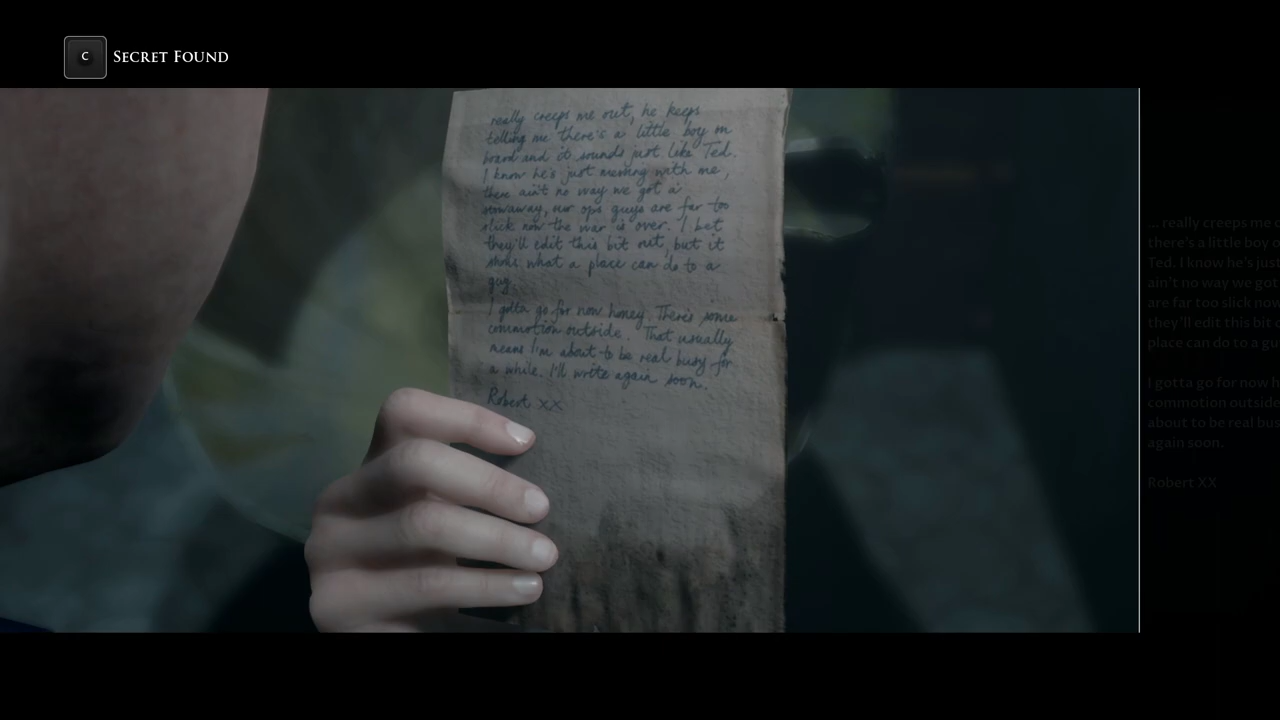 C
Secret Found
really creeps me out, he keeps
telling me there's a little boy on
board and it sounds just like Ted.
I know he's just messing with me,
there ain't no way we got a
stowaway, our ops guys are far too
slick now the war is over. I bet
they'll edit this bit out, but it
shows what a place can do to a
guy.
I gotta go for now honey. There's some
commotion outside. That usually
means I'm about to be real busy for
a while. I'll write again soon.
Robert XX
... really creeps me
there's a little boy o
Ted. I know he's jus
ain't no way we got
are far too slick now
they'll edit this bit
place can do to a gu
I gotta go for now h
commotion outside
about to be real bus
again soon.
Robert XX